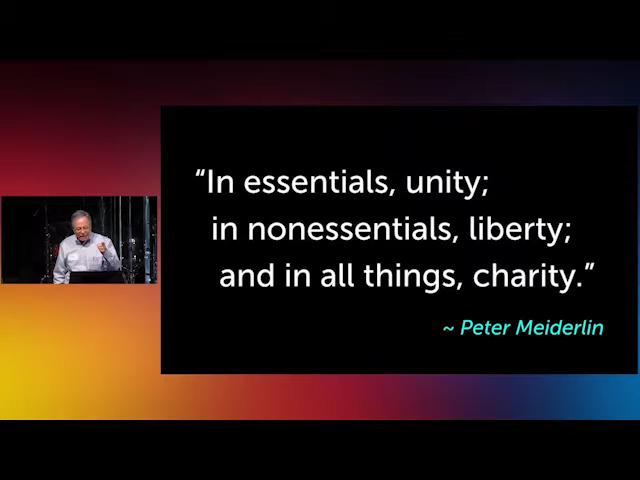 “In essentials, unity;
in nonessentials, liberty;
and in all things, charity.”
~ Peter Meiderlin